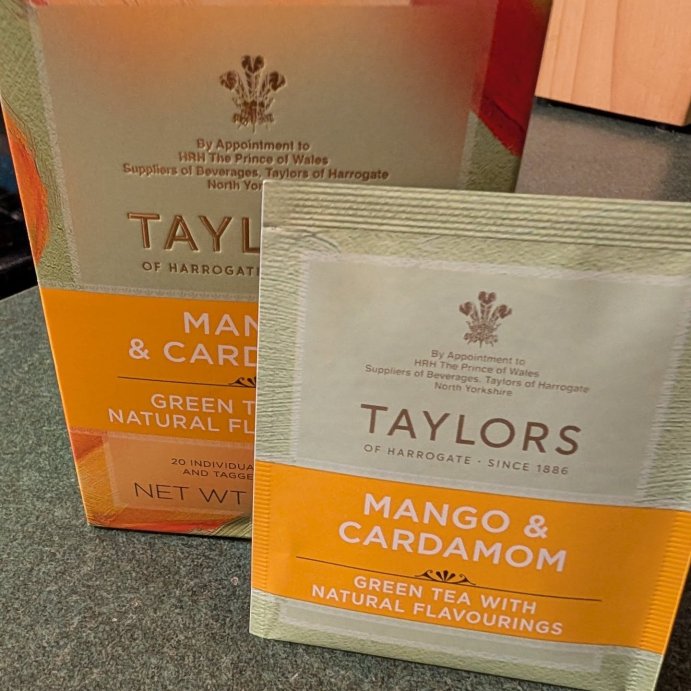 By Appointment to
HRH The Prince of Wales
Suppliers of Beverages, Taylors of Harrogate
North
TAYL
OF HARROGATE
MAN
& CARD
GREEN T
NATURAL FL
20 INDIVIDUA
AND TAGGE
NET WT
By Appointment to
HRH The Prince of Wales
Suppliers of Beverages, Taylors of Harrogate
North Yorkshire
TAYLORS
OF HARROGATE · SINCE 1886
MANGO &
CARDAMOM
GREEN TEA WITH
NATURAL FLAVOURINGS